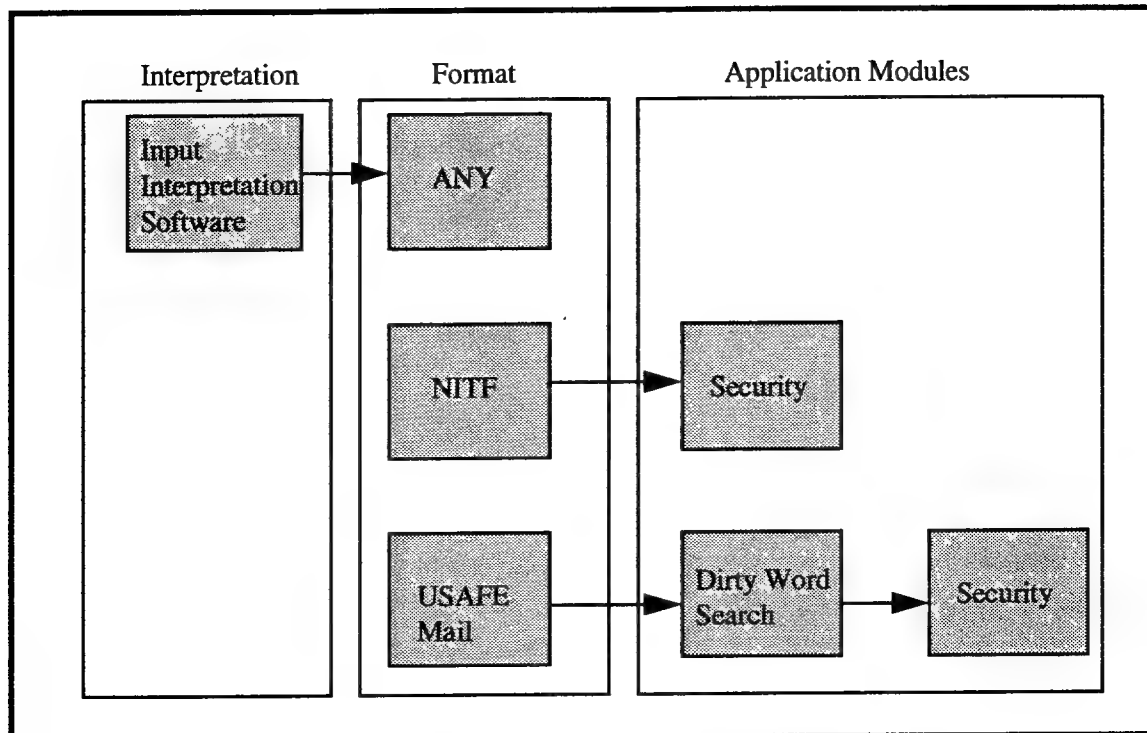 Interpretation
Format
Application Modules
Input
Interpretation
Software
ANY
NITF
Security
USAFE
Mail
Dirty Word
Search
Security